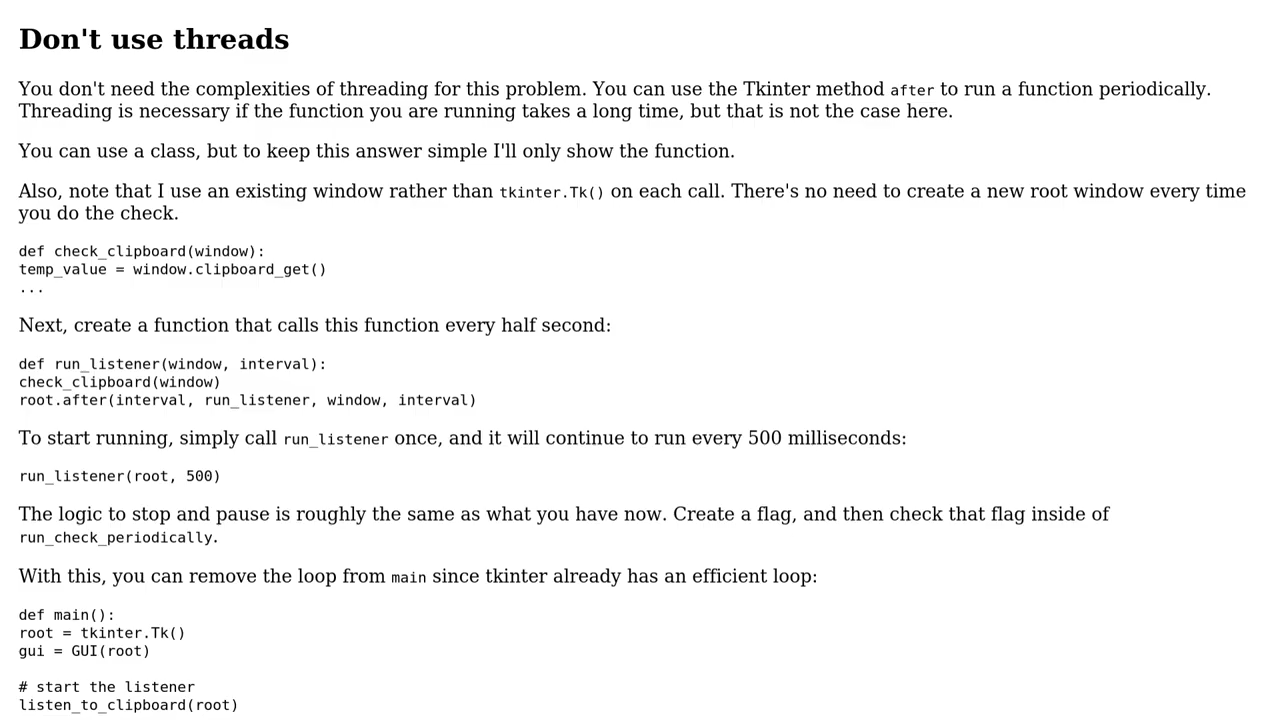 Don't use threads
You don't need the complexities of threading for this problem. You can use the Tkinter method after to run a function periodically.
Threading is necessary if the function you are running takes a long time, but that is not the case here.
You can use a class, but to keep this answer simple I'll only show the function.
Also, note that I use an existing window rather than tkinter.Tk() on each call. There's no need to create a new root window every time
you do the check.
def check_clipboard(window):
temp_value = window.clipboard_get()
...
Next, create a function that calls this function every half second:
def run_listener(window, interval):
check_clipboard(window)
root.after(interval, run_listener, window, interval)
To start running, simply call run_listener once, and it will continue to run every 500 milliseconds:
run_listener(root, 500)
The logic to stop and pause is roughly the same as what you have now. Create a flag, and then check that flag inside of
run_check_periodically.
With this, you can remove the loop from main since tkinter already has an efficient loop:
def main():
root = tkinter.Tk()
gui = GUI(root)
# start the listener
listen_to_clipboard(root)